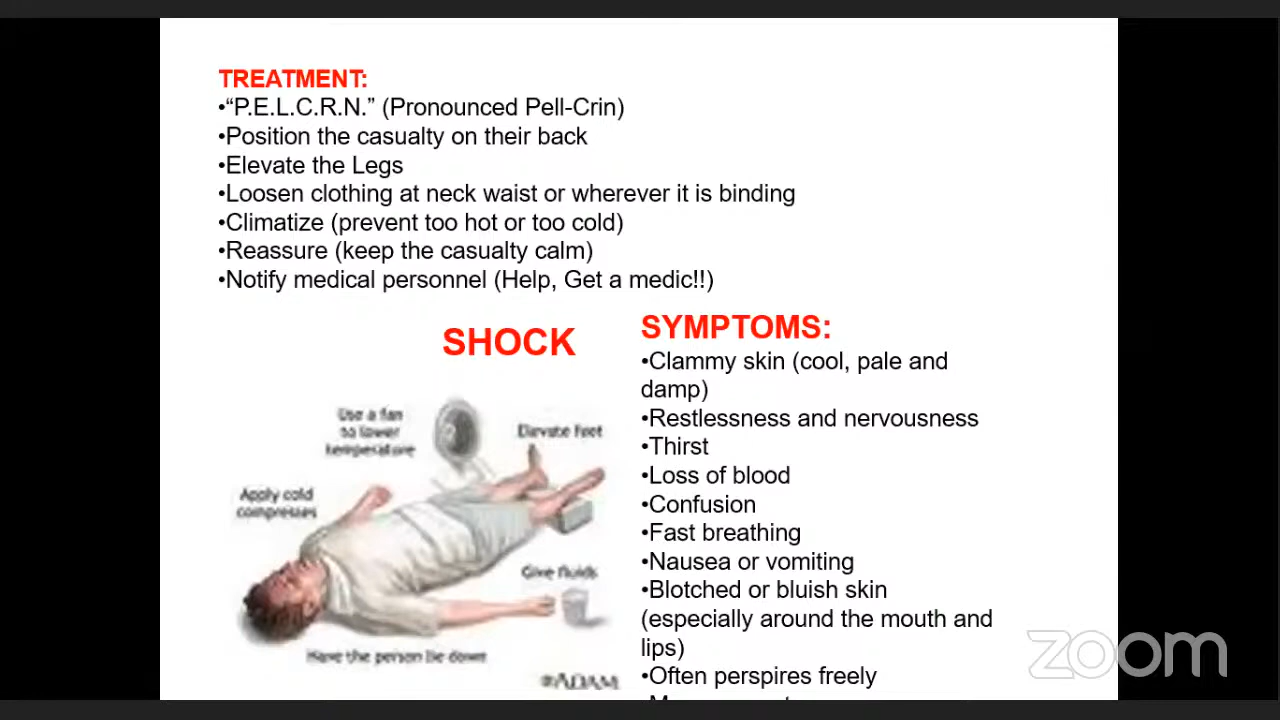 TREATMENT:
•“P.E.L.C.R.N.” (Pronounced Pell-Crin)
•Position the casualty on their back
•Elevate the Legs
•Loosen clothing at neck waist or wherever it is binding
•Climatize (prevent too hot or too cold)
•Reassure (keep the casualty calm)
•Notify medical personnel (Help, Get a medic!!)
SHOCK
Use a fan
to lower
temperature
Elevate feet
Apply cold
compresses
Give fluids
Have the person lie down
ADAM
SYMPTOMS:
•Clammy skin (cool, pale and
damp)
•Restlessness and nervousness
•Thirst
•Loss of blood
•Confusion
•Fast breathing
•Nausea or vomiting
•Blotched or bluish skin
(especially around the mouth and
lips)
•Often perspires freely
zoom